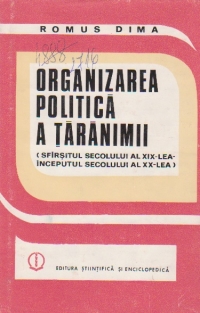 ROMUS DIMA
ORGANIZAREA
POLITICĂ
A ȚĂRĂNIMII
(SFÎRȘITUL SECOLULUI AL XIX-LEA-
ÎNCEPUTUL SECOLULUI AL XX-LEA)
EDITURA ȘTIINȚIFICĂ ȘI ENCICLOPEDICĂ